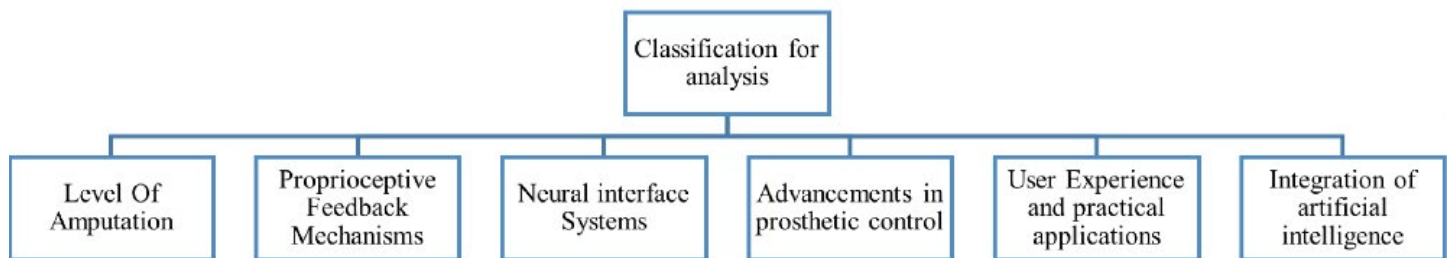 Classification for
analysis
Level Of
Amputation
Proprioceptive
Feedback
Mechanisms
Neural interface
Systems
Advancements in
prosthetic control
User Experience
and practical
applications
Integration of
artificial
intelligence